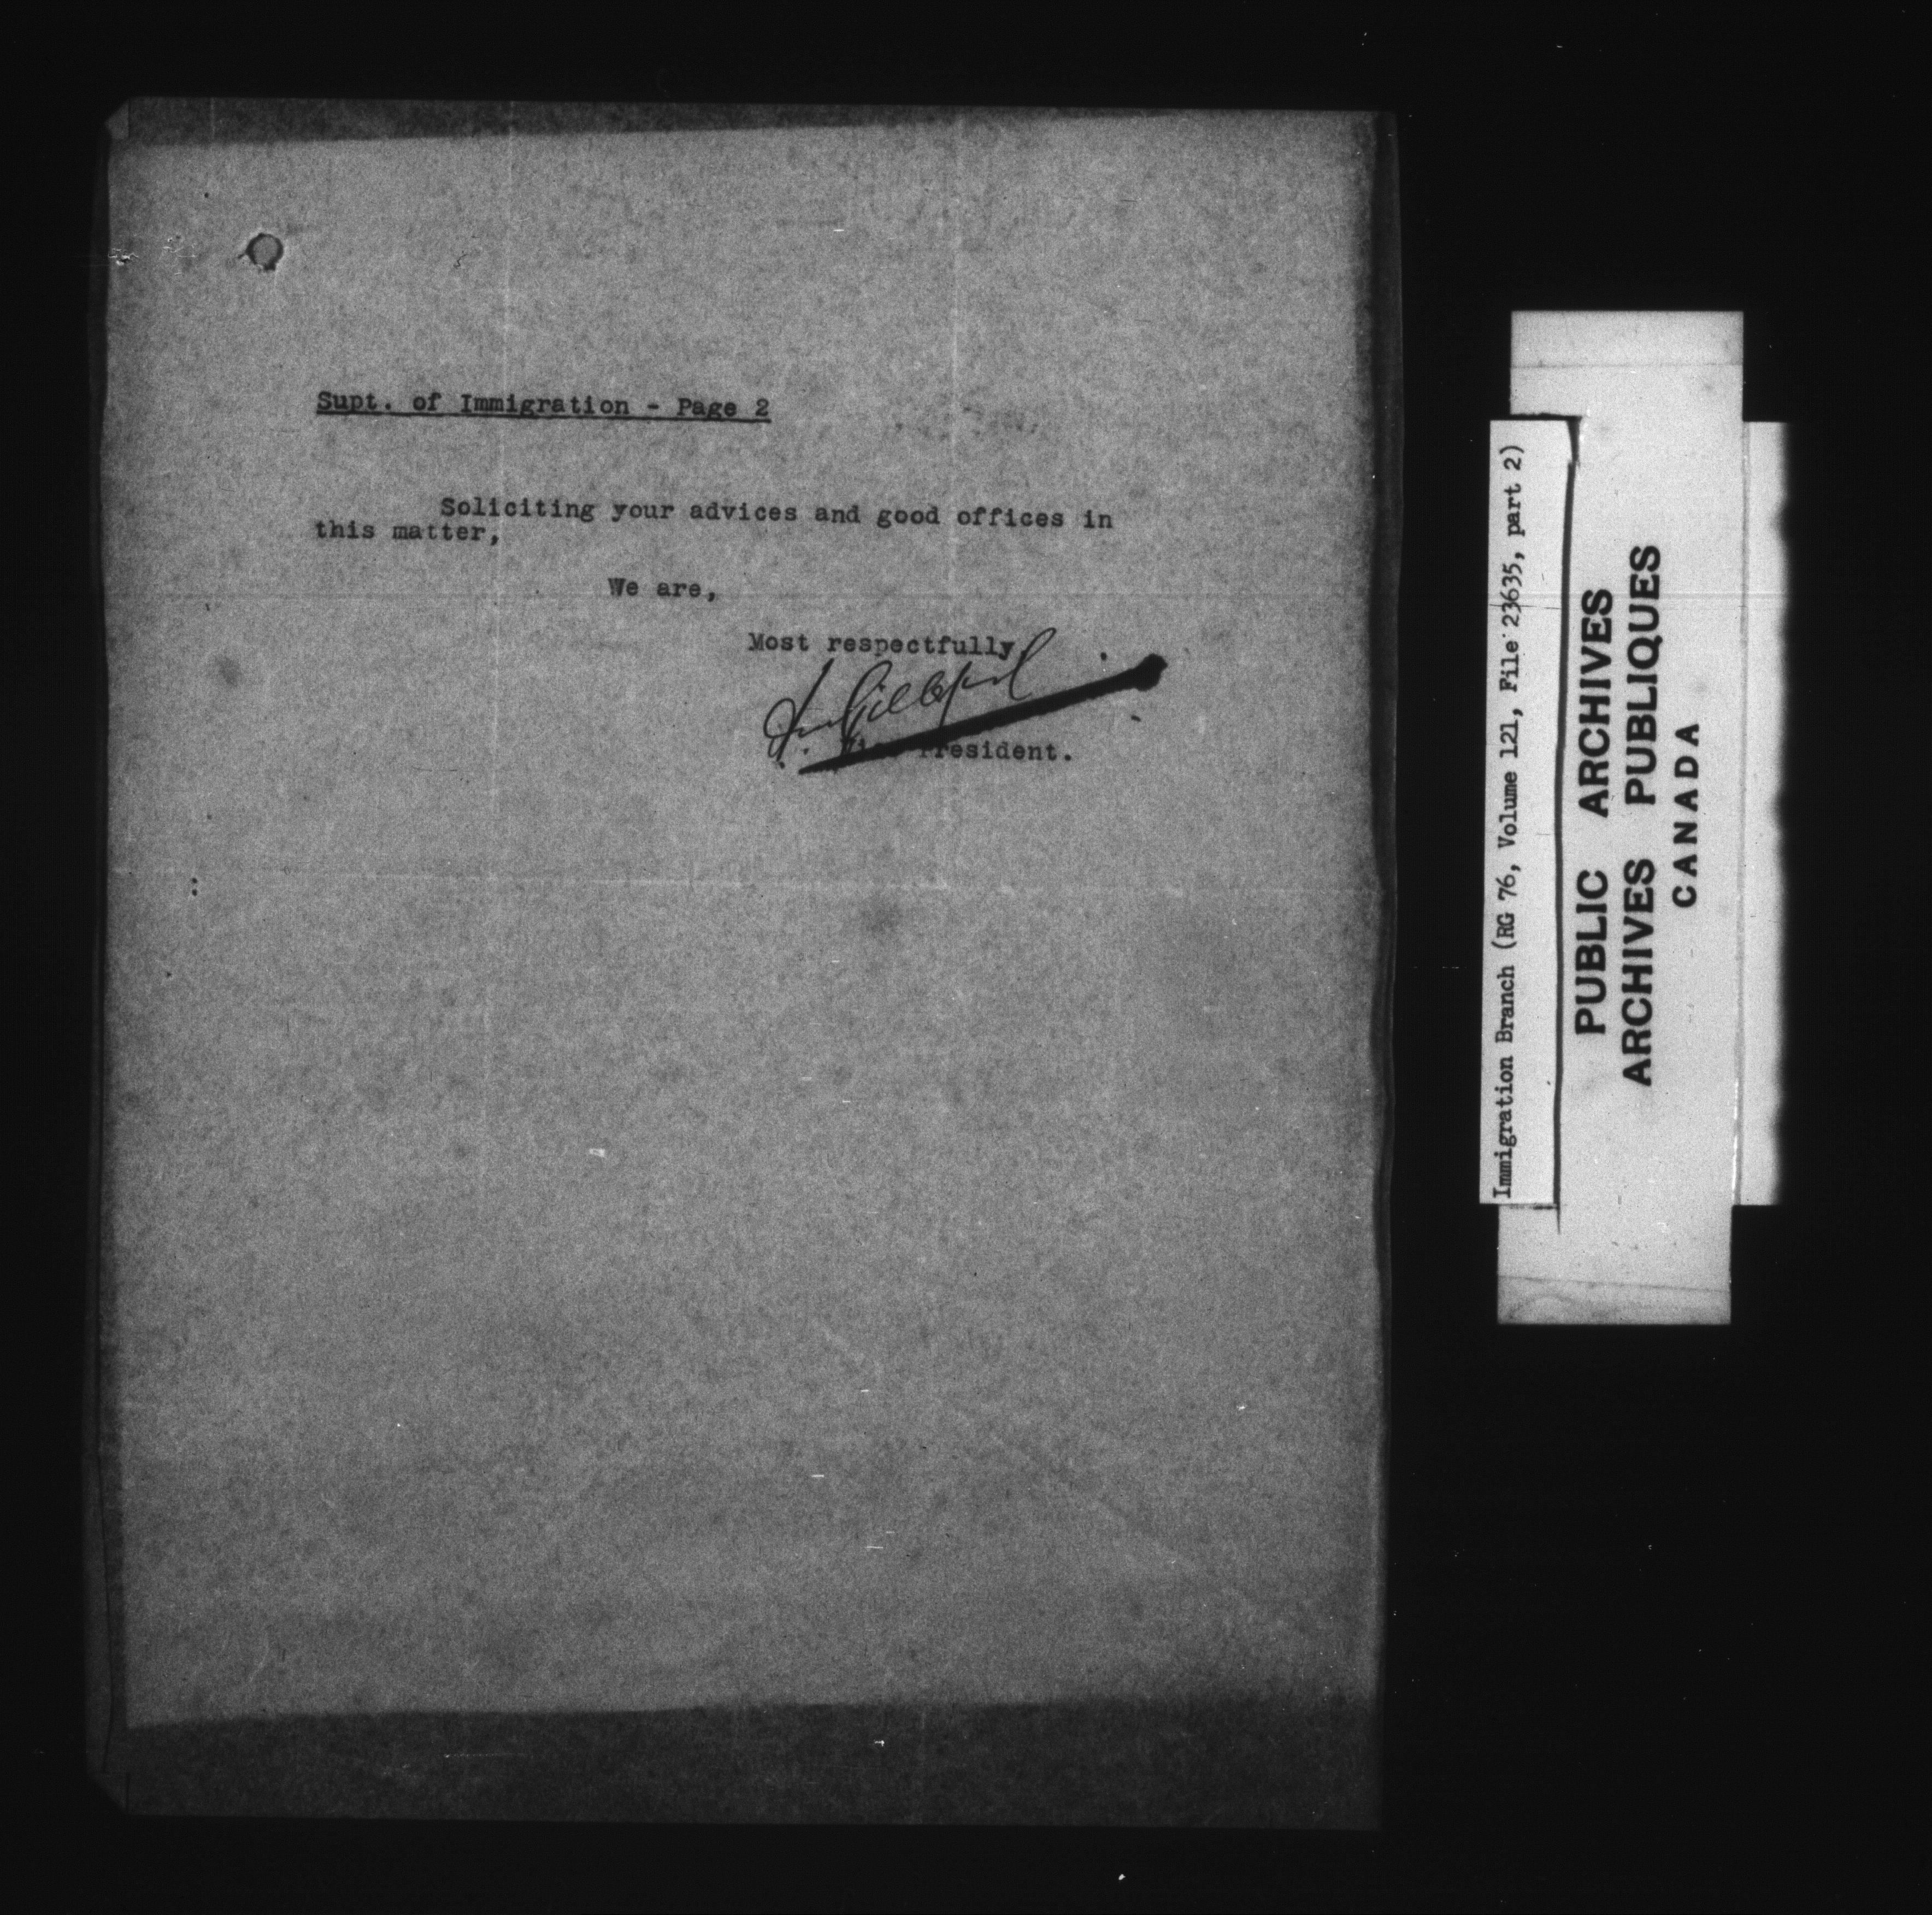 Supt. of Immigration - Page 2
Soliciting your advices and good offices in
this matter,
We are,
Most respectfully,
Vice President.
Immigration Branch (RG 76, Volume 121, File 23635, part 2)
PUBLIC ARCHIVES
ARCHIVES PUBLIQUES
CANADA